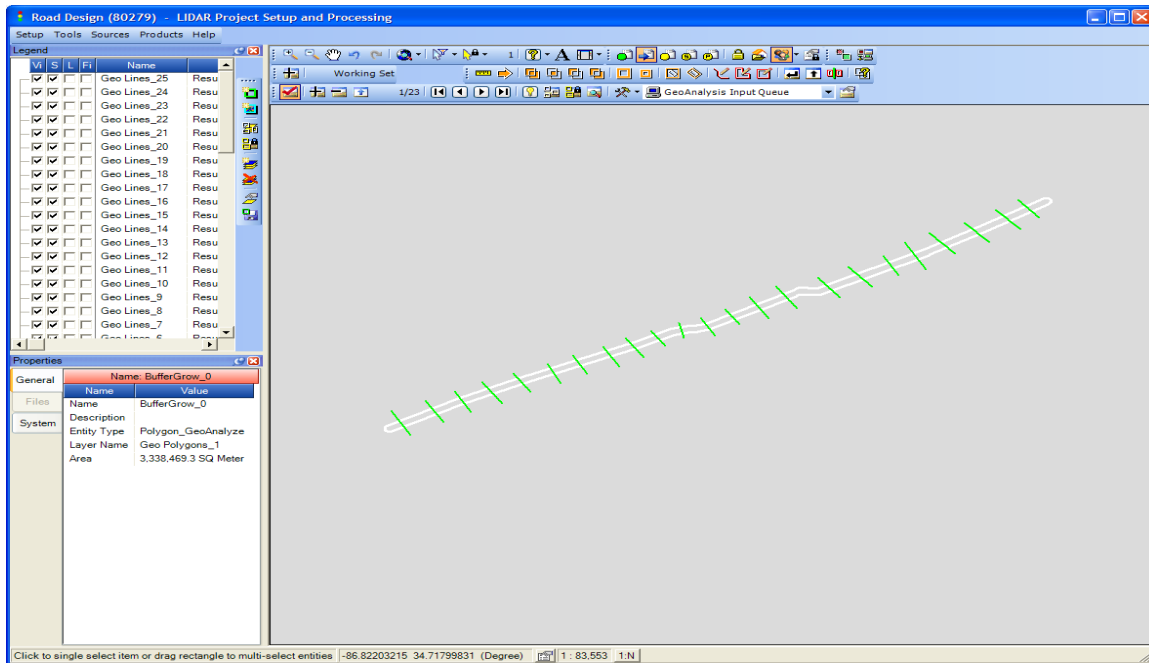 Road Design (80279) - LIDAR Project Setup and Processing
Setup Tools Sources Products Help
Legend
Vi S L Fi Name
Geo Lines_25 Resu
Geo Lines_24 Resu
Geo Lines_23 Resu
Geo Lines_22 Resu
Geo Lines_21 Resu
Geo Lines_20 Resu
Geo Lines_19 Resu
Geo Lines_18 Resu
Geo Lines_17 Resu
Geo Lines_16 Resu
Geo Lines_15 Resu
Geo Lines_14 Resu
Geo Lines_13 Resu
Geo Lines_12 Resu
Geo Lines_11 Resu
Geo Lines_10 Resu
Geo Lines_9 Resu
Geo Lines_8 Resu
Geo Lines_7 Resu
1 A
Working Set
1/23 GeoAnalysis Input Queue
Properties
General
Files
System
Name: BufferGrow_0
Name Value
Name BufferGrow_0
Description
Entity Type Polygon_GeoAnalyze
Layer Name Geo Polygons_1
Area 3,338,469.3 SQ Meter
Click to single select item or drag rectangle to multi-select entities -86.82203215 34.71799831 (Degree) 1 : 83,553 1:N